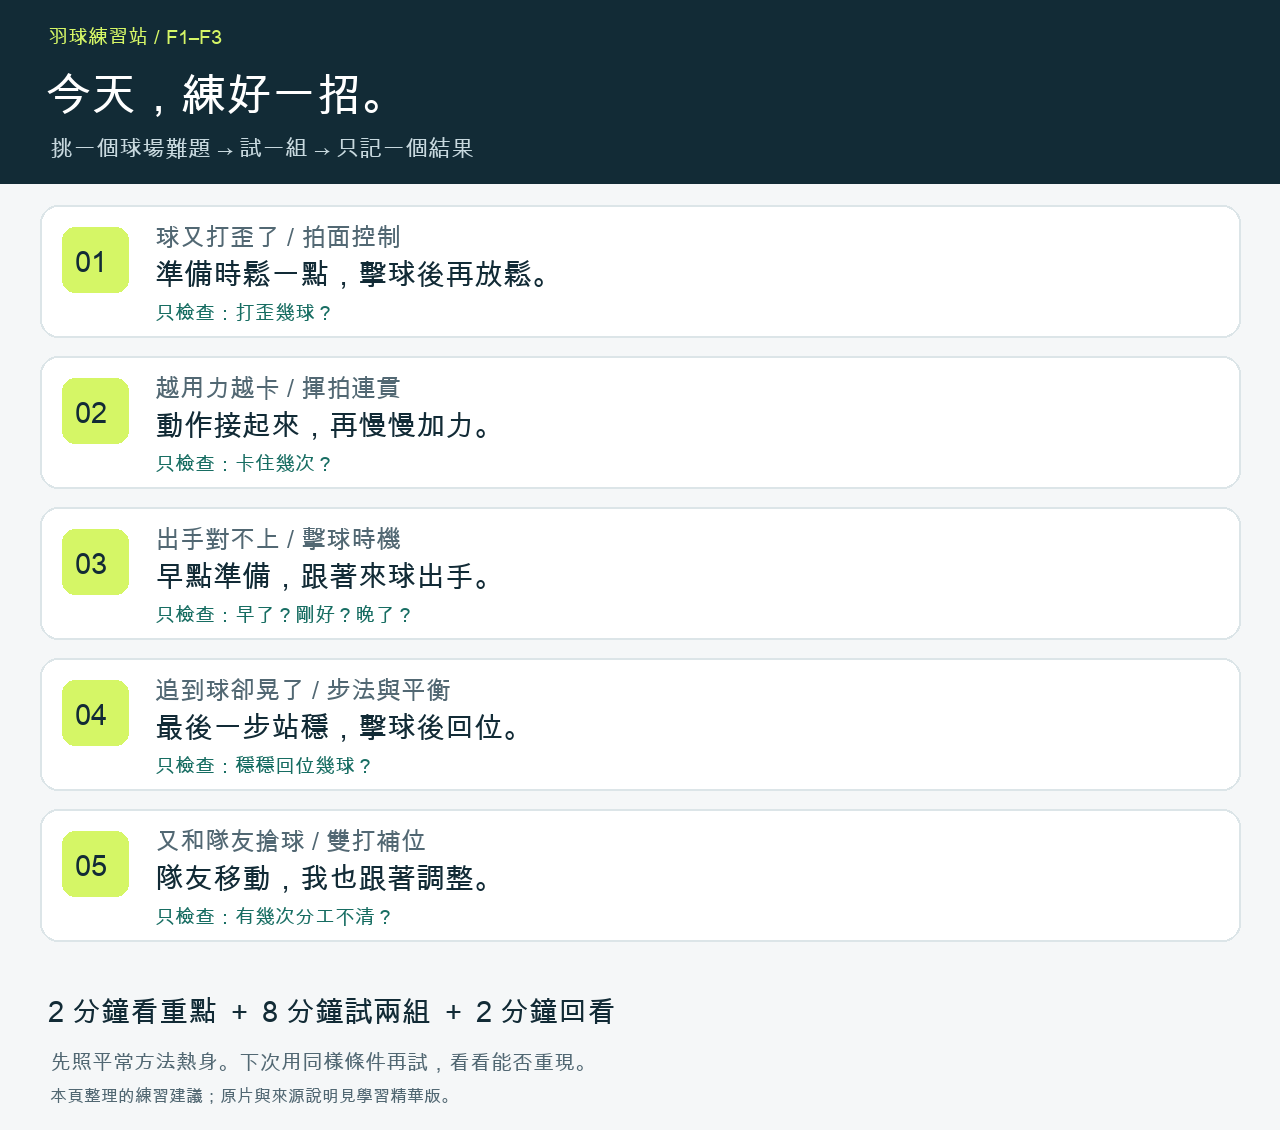 羽球練習站 / F1–F3
今天，練好一招。
挑一個球場難題 → 試一組 → 只記一個結果
01
球又打歪了 / 拍面控制
準備時鬆一點，擊球後再放鬆。
只檢查：打歪幾球？
02
越用力越卡 / 揮拍連貫
動作接起來，再慢慢加力。
只檢查：卡住幾次？
03
出手對不上 / 擊球時機
早點準備，跟著來球出手。
只檢查：早了？剛好？晚了？
04
追到球卻晃了 / 步法與平衡
最後一步站穩，擊球後回位。
只檢查：穩穩回位幾球？
05
又和隊友搶球 / 雙打補位
隊友移動，我也跟著調整。
只檢查：有幾次分工不清？
2 分鐘看重點 + 8 分鐘試兩組 + 2 分鐘回看
先照平常方法熱身。下次用同樣條件再試，看看能否重現。
本頁整理的練習建議；原片與來源說明見學習精華版。